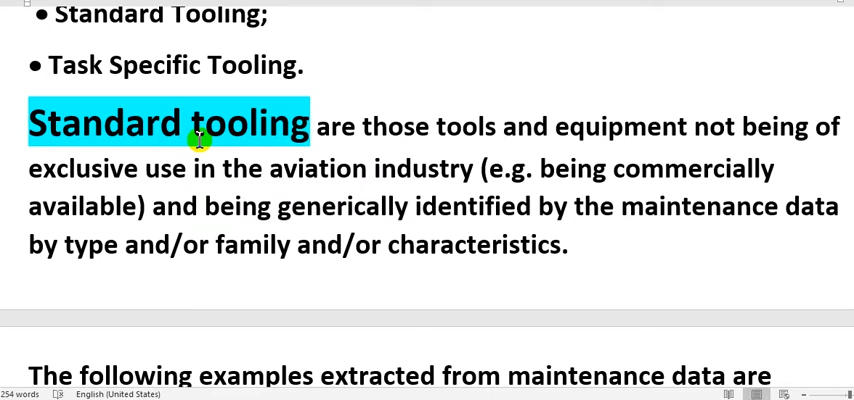 • Standard Tooling;
• Task Specific Tooling.
Standard tooling are those tools and equipment not being of
exclusive use in the aviation industry (e.g. being commercially
available) and being generically identified by the maintenance data
by type and/or family and/or characteristics.
The following examples extracted from maintenance data are
254 words English (United States)